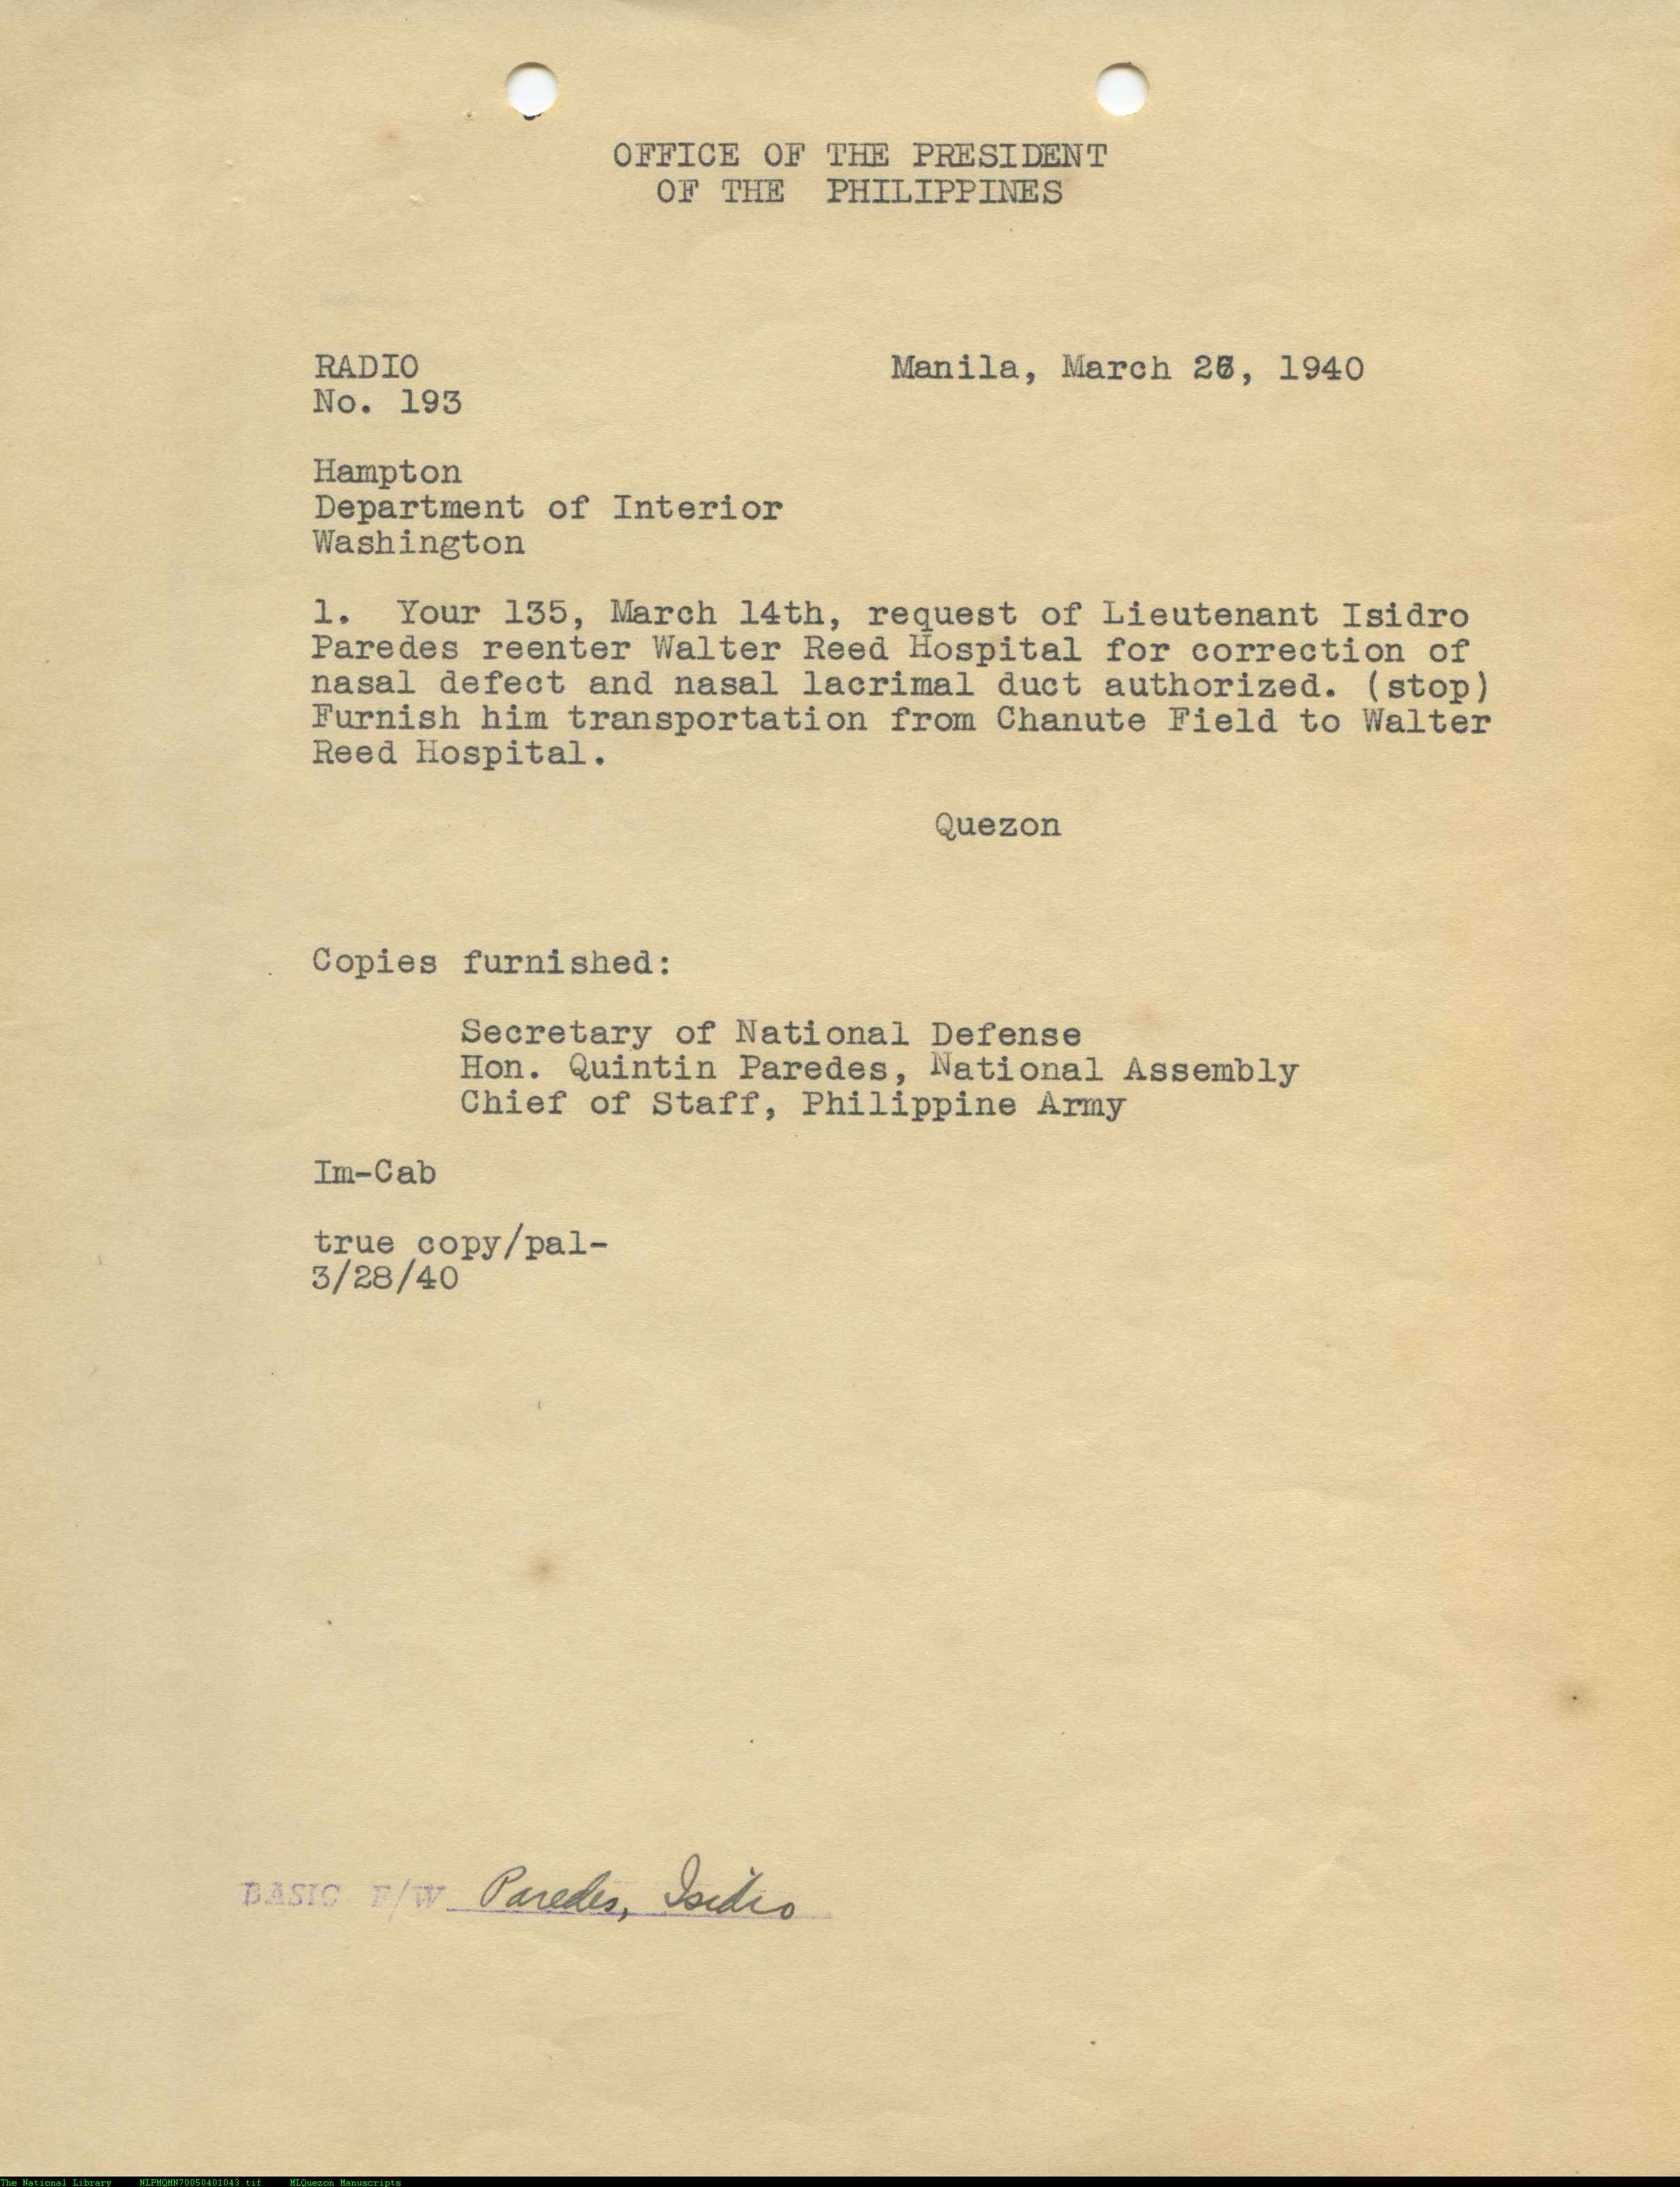 OFFICE OF THE PRESIDENT
OF THE PHILIPPINES
RADIO
No. 193
Manila, March 26, 1940
Hampton
Department of Interior
Washington
1. Your 135, March 14th, request of Lieutenant Isidro
Paredes reenter Walter Reed Hospital for correction of
nasal defect and nasal lacrimal duct authorized. (stop)
Furnish him transportation from Chanute Field to Walter
Reed Hospital.
Quezon
Copies furnished:
Secretary of National Defense
Hon. Quintin Paredes, National Assembly
Chief of Staff, Philippine Army
Im-Cab
true copy/pal-
3/28/40
BASIC F/W Paredes, Isidro
The National Library NLPMQMN70050401043.tif MLQuezon Manuscripts